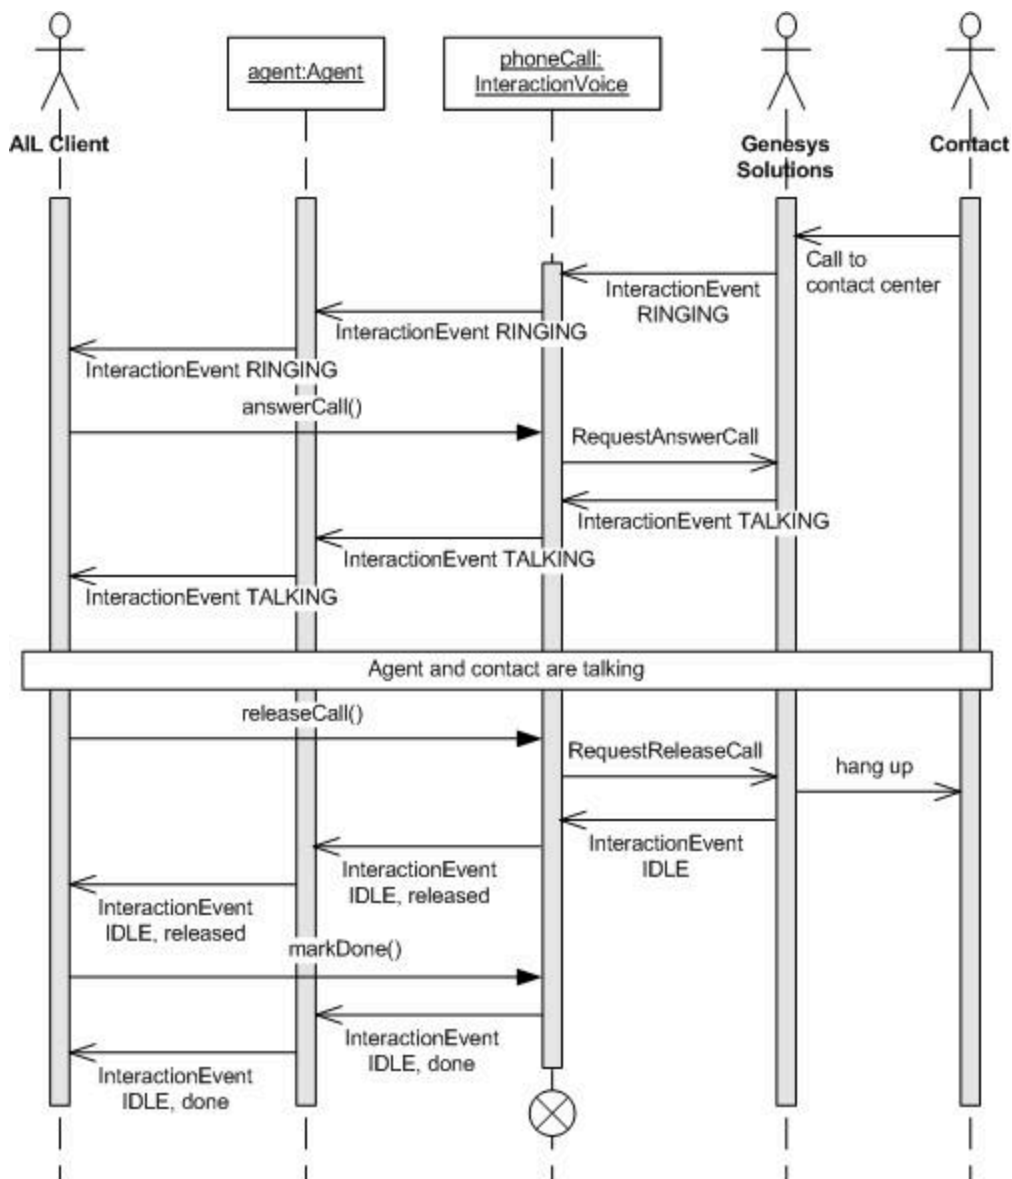 agent:Agent
phoneCall:
InteractionVoice
AIL Client
Genesys
Solutions
Contact
Call to
contact center
InteractionEvent
RINGING
InteractionEvent RINGING
InteractionEvent RINGING
answerCall()
RequestAnswerCall
InteractionEvent TALKING
InteractionEvent TALKING
InteractionEvent TALKING
Agent and contact are talking
releaseCall()
RequestReleaseCall
hang up
InteractionEvent
IDLE
InteractionEvent
IDLE, released
InteractionEvent
IDLE, released
markDone()
InteractionEvent
IDLE, done
InteractionEvent
IDLE, done